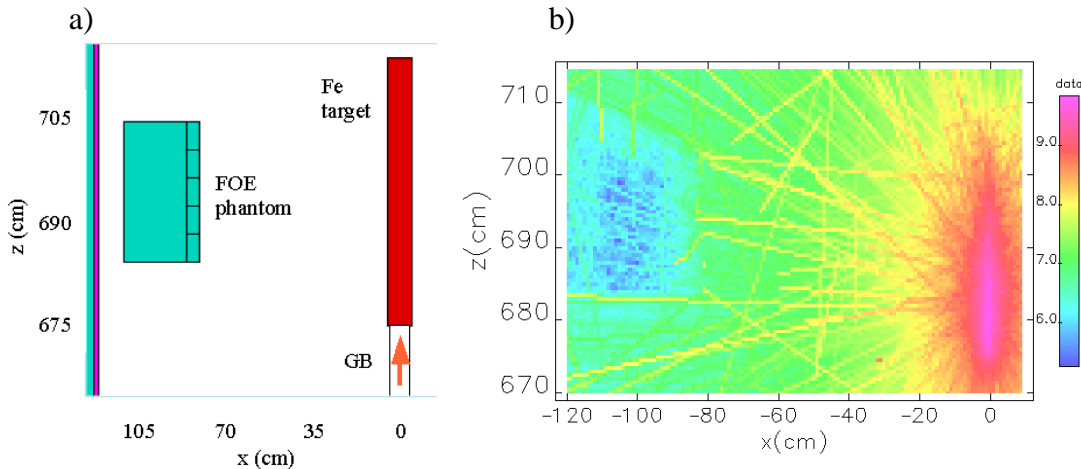 a)
b)
Fe
target
FOE
phantom
GB
705
690
675
z (cm)
105 70 35 0
x (cm)
data
9.0
8.0
7.0
6.0
710
700
690
680
670
z(cm)
-120 -100 -80 -60 -40 -20 0
x(cm)